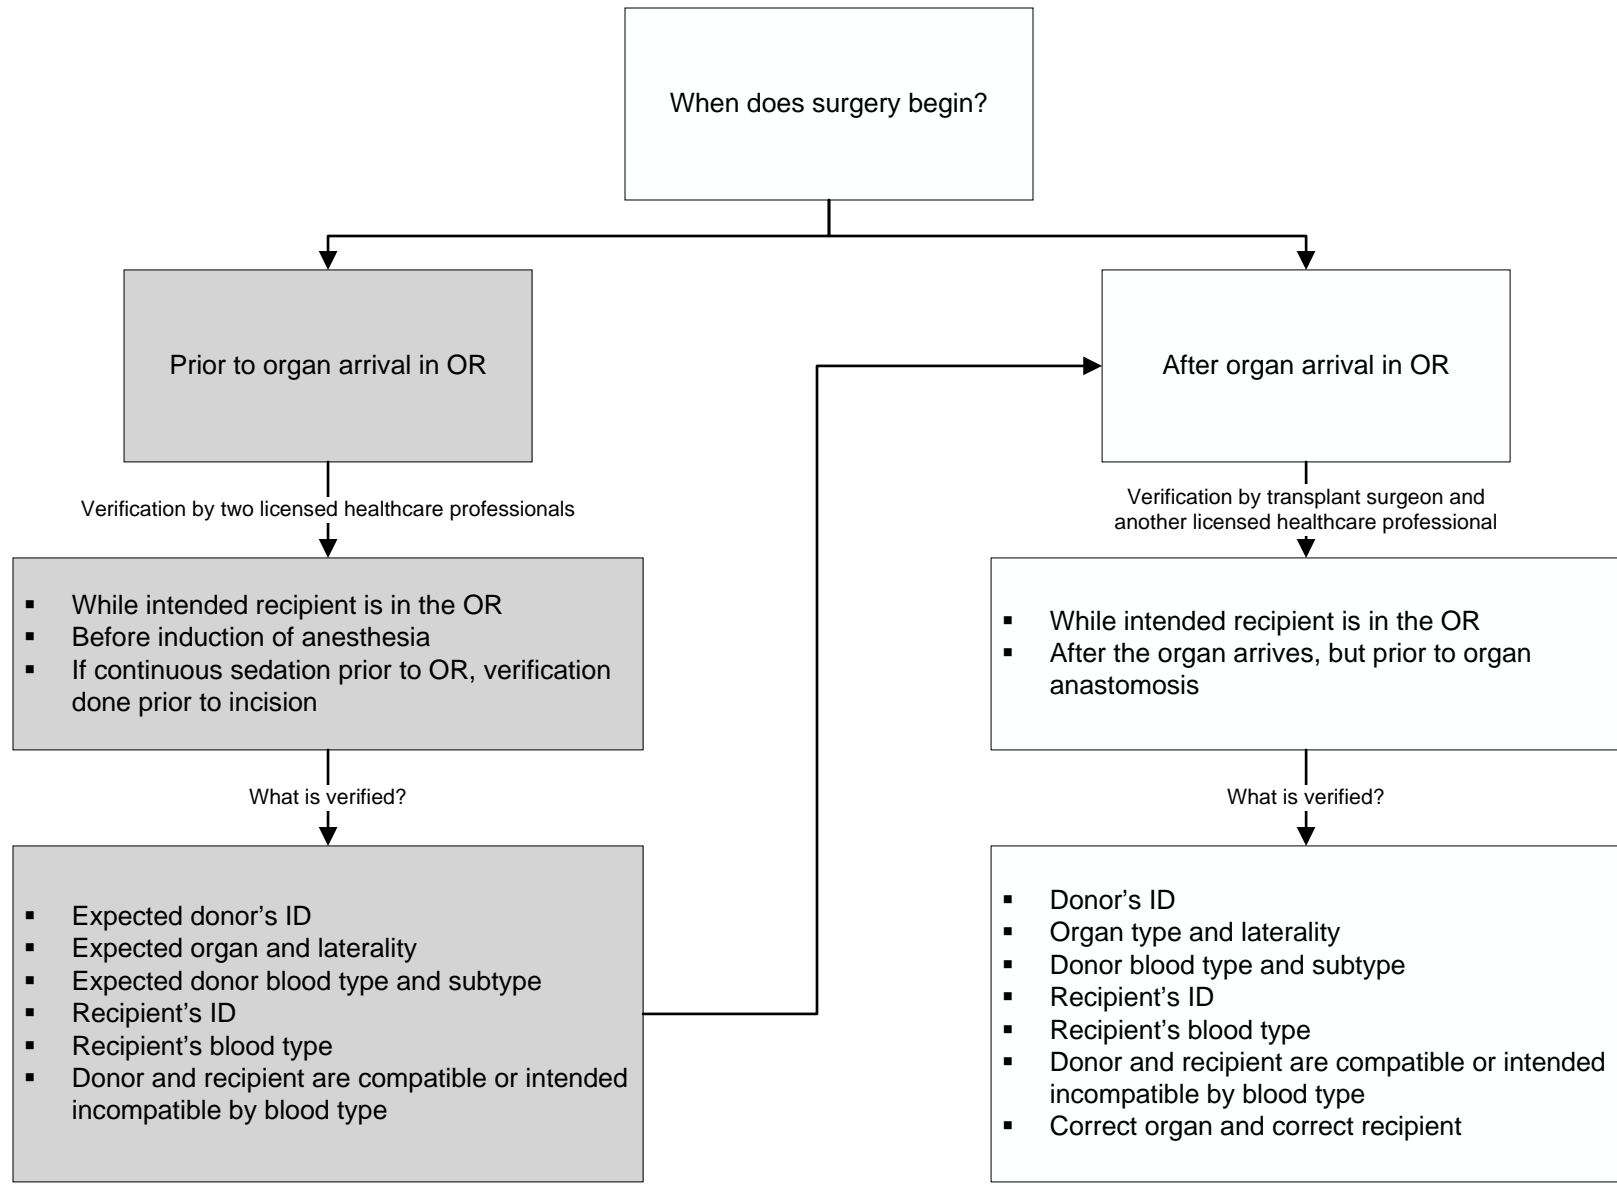 When does surgery begin?
Prior to organ arrival in OR
After organ arrival in OR
Verification by two licensed healthcare professionals
Verification by transplant surgeon and
another licensed healthcare professional
▪ While intended recipient is in the OR
▪ Before induction of anesthesia
▪ If continuous sedation prior to OR, verification
done prior to incision
▪ While intended recipient is in the OR
▪ After the organ arrives, but prior to organ
anastomosis
What is verified?
What is verified?
▪ Expected donor’s ID
▪ Expected organ and laterality
▪ Expected donor blood type and subtype
▪ Recipient’s ID
▪ Recipient’s blood type
▪ Donor and recipient are compatible or intended
incompatible by blood type
▪ Donor’s ID
▪ Organ type and laterality
▪ Donor blood type and subtype
▪ Recipient’s ID
▪ Recipient’s blood type
▪ Donor and recipient are compatible or intended
incompatible by blood type
▪ Correct organ and correct recipient